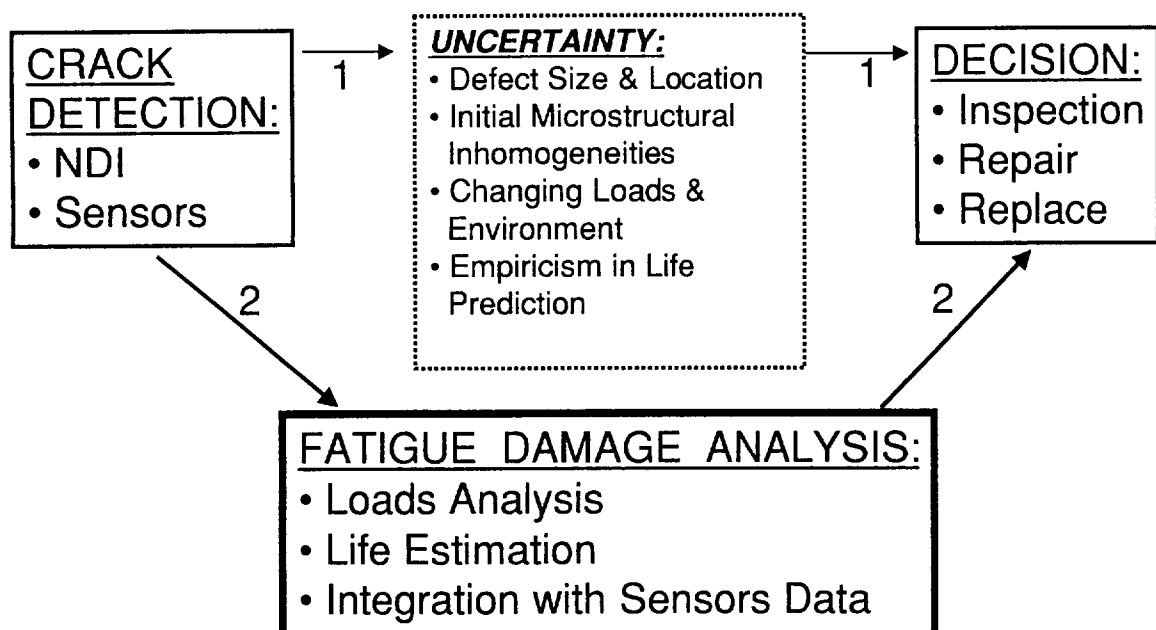 CRACK
DETECTION:
• NDI
• Sensors
1
UNCERTAINTY:
• Defect Size & Location
• Initial Microstructural
Inhomogeneities
• Changing Loads &
Environment
• Empiricism in Life
Prediction
1
DECISION:
• Inspection
• Repair
• Replace
2
2
FATIGUE DAMAGE ANALYSIS:
• Loads Analysis
• Life Estimation
• Integration with Sensors Data